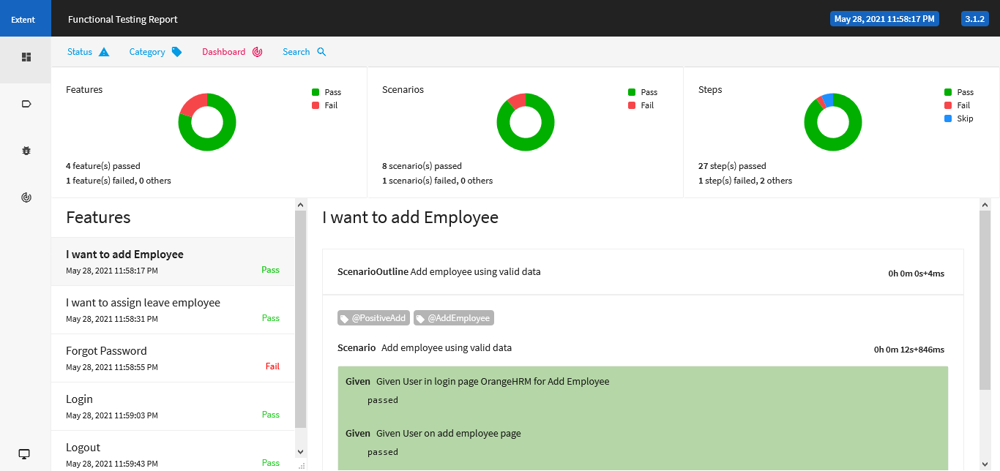 Extent
Functional Testing Report
May 28, 2021 11:58:17 PM
3.1.2
Status
Category
Dashboard
Search
Features
Pass
Fail
4 feature(s) passed
1 feature(s) failed, 0 others
Scenarios
Pass
Fail
8 scenario(s) passed
1 scenario(s) failed, 0 others
Steps
Pass
Fail
Skip
27 step(s) passed
1 step(s) failed, 2 others
Features
I want to add Employee
May 28, 2021 11:58:17 PM
Pass
I want to assign leave employee
May 28, 2021 11:58:31 PM
Pass
Forgot Password
May 28, 2021 11:58:55 PM
Fail
Login
May 28, 2021 11:59:03 PM
Pass
Logout
May 28, 2021 11:59:43 PM
Pass
I want to add Employee
ScenarioOutline Add employee using valid data
0h 0m 0s+4ms
@PositiveAdd @AddEmployee
Scenario Add employee using valid data
0h 0m 12s+846ms
Given Given User in login page OrangeHRM for Add Employee
passed
Given Given User on add employee page
passed